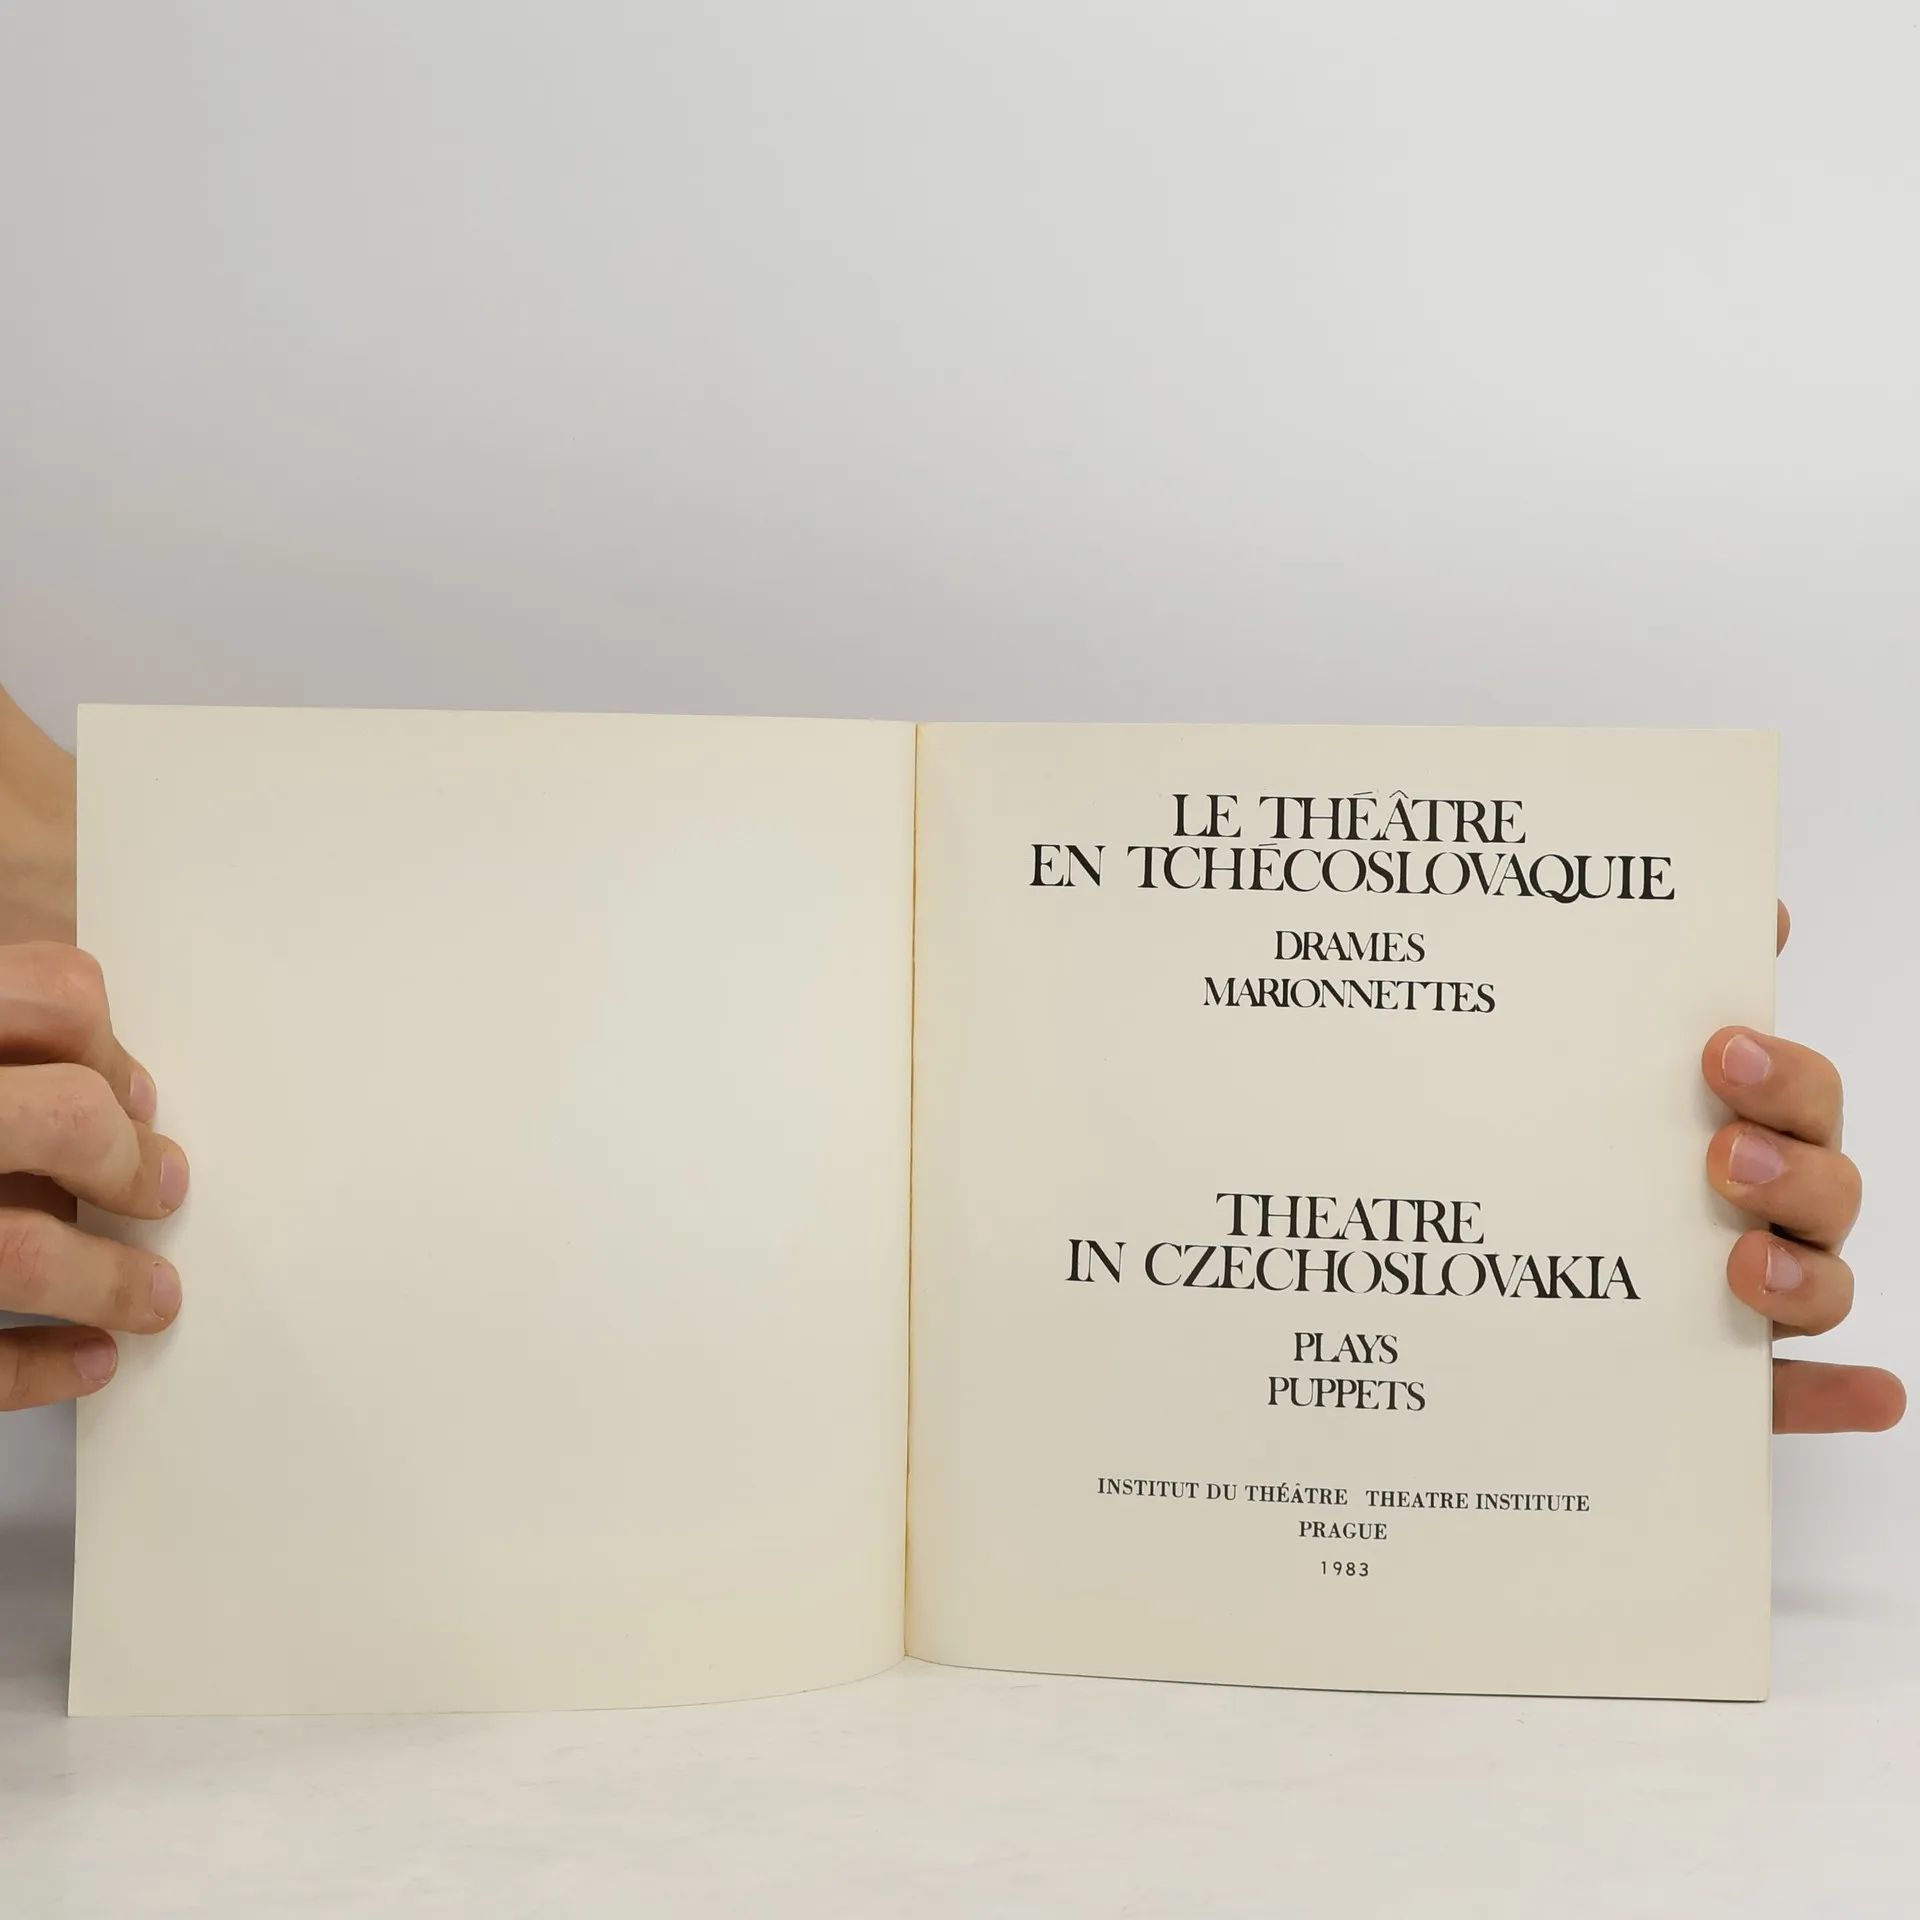 LE THÉÂTRE
EN TCHÉCOSLOVAQUIE
DRAMES
MARIONNETTES
THEATRE
IN CZECHOSLOVAKIA
PLAYS
PUPPETS
INSTITUT DU THÉÂTRE THEATRE INSTITUTE
PRAGUE
1983